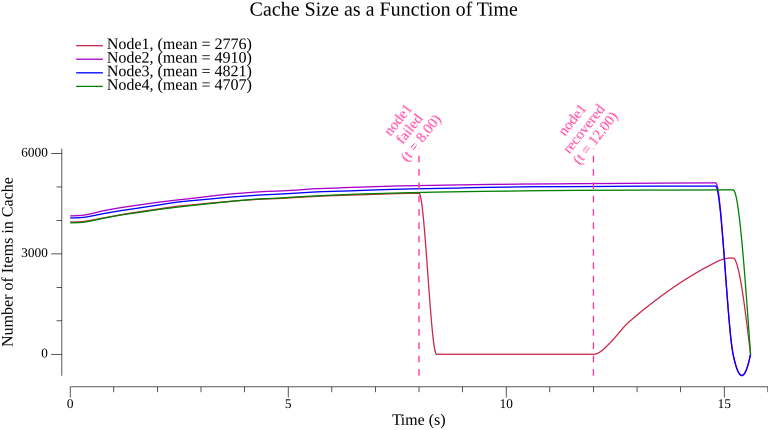 Cache Size as a Function of Time
Node1, (mean = 2776)
Node2, (mean = 4910)
Node3, (mean = 4821)
Node4, (mean = 4707)
node1
failed
(t = 8.00)
node1
recovered
(t = 12.00)
Number of Items in Cache
6000
3000
0
0
5
10
15
Time (s)